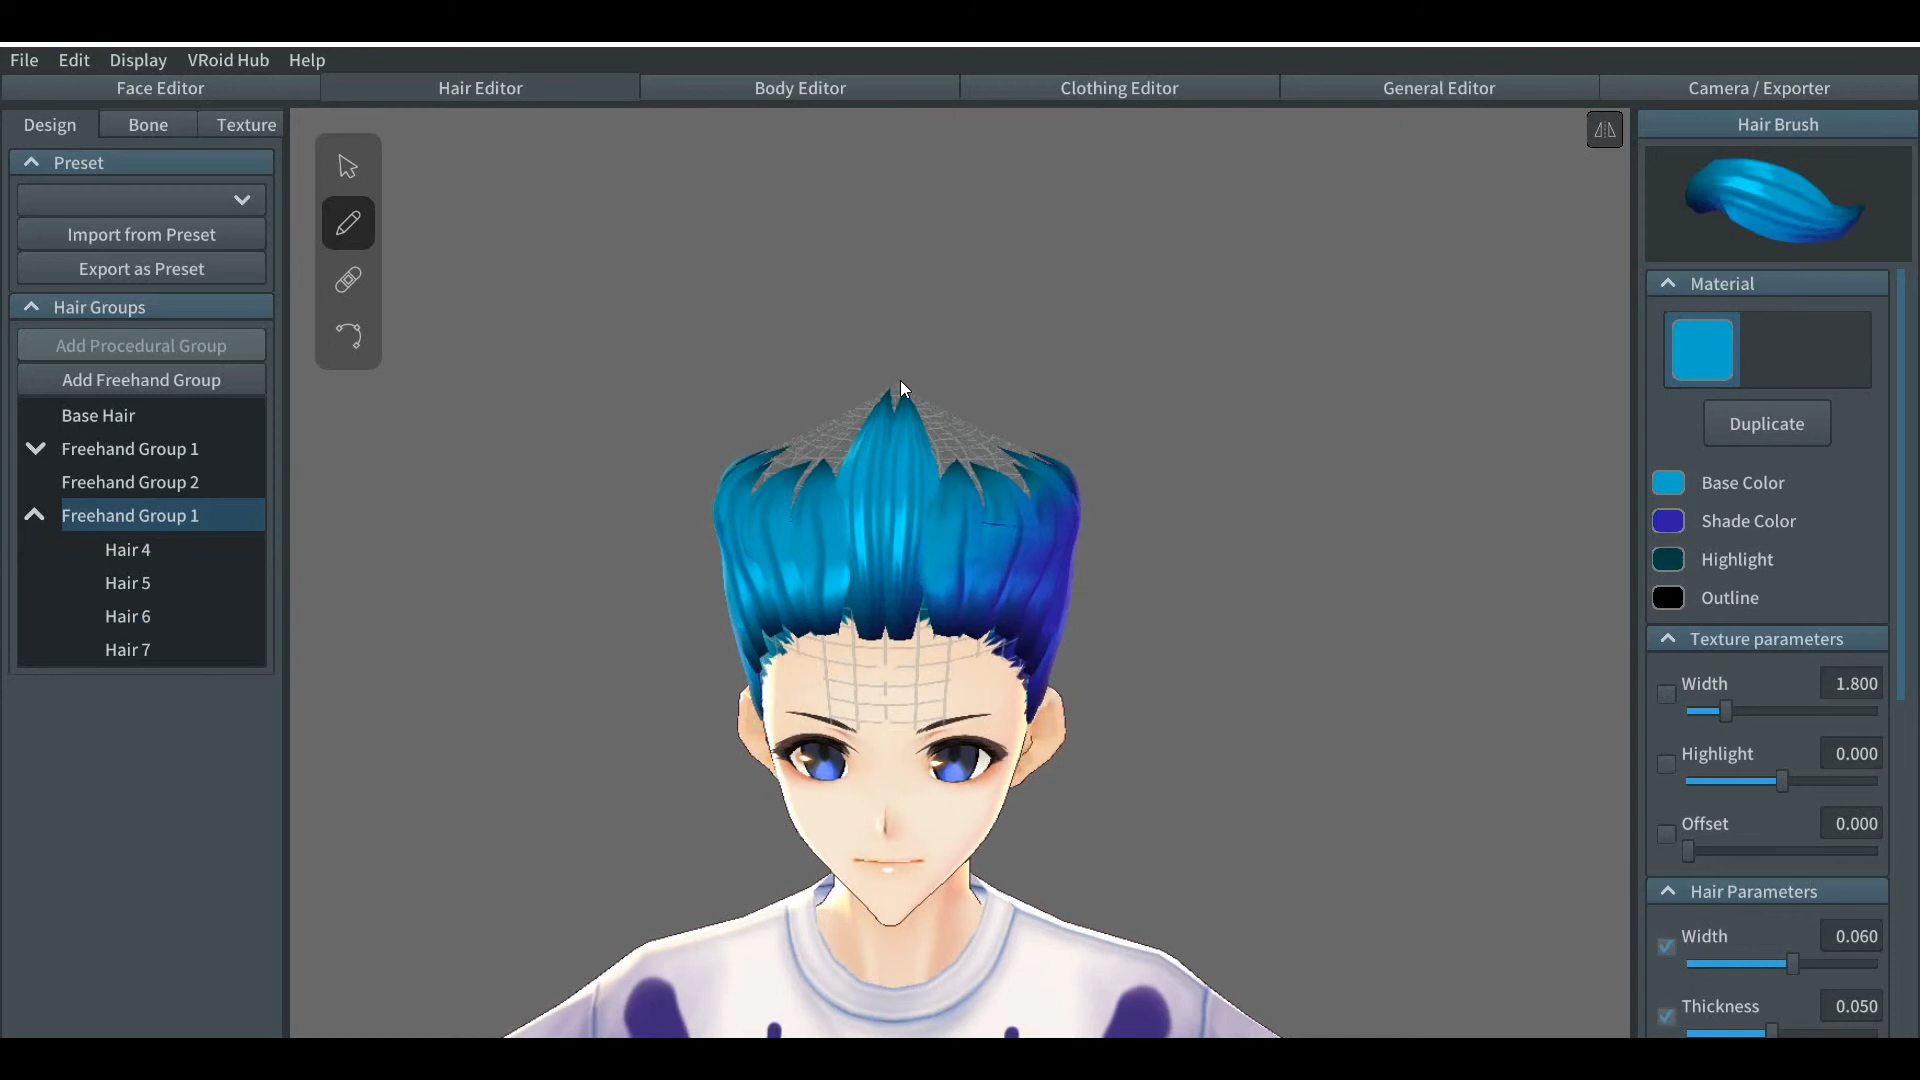 File Edit Display VRoid Hub Help
Face Editor Hair Editor Body Editor Clothing Editor General Editor Camera / Exporter
Design Bone Texture
Preset
Import from Preset
Export as Preset
Hair Groups
Add Procedural Group
Add Freehand Group
Base Hair
Freehand Group 1
Freehand Group 2
Freehand Group 1
Hair 4
Hair 5
Hair 6
Hair 7
Hair Brush
Material
Duplicate
Base Color
Shade Color
Highlight
Outline
Texture parameters
Width 1.800
Highlight 0.000
Offset 0.000
Hair Parameters
Width 0.060
Thickness 0.050